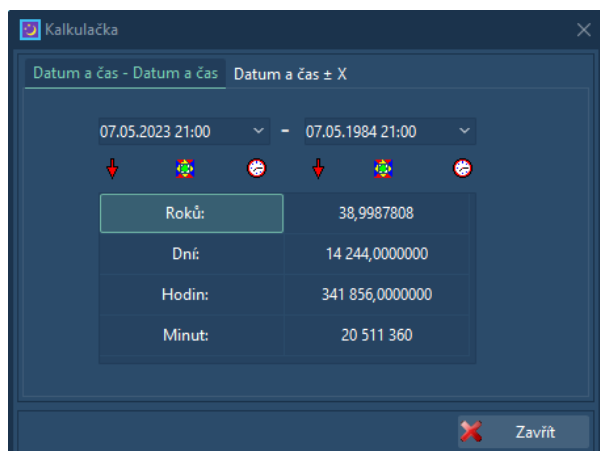 Kalkulačka
Datum a čas - Datum a čas Datum a čas ± X
07.05.2023 21:00 - 07.05.1984 21:00
Roků: 38,9987808
Dní: 14 244,0000000
Hodin: 341 856,0000000
Minut: 20 511 360
Zavřít